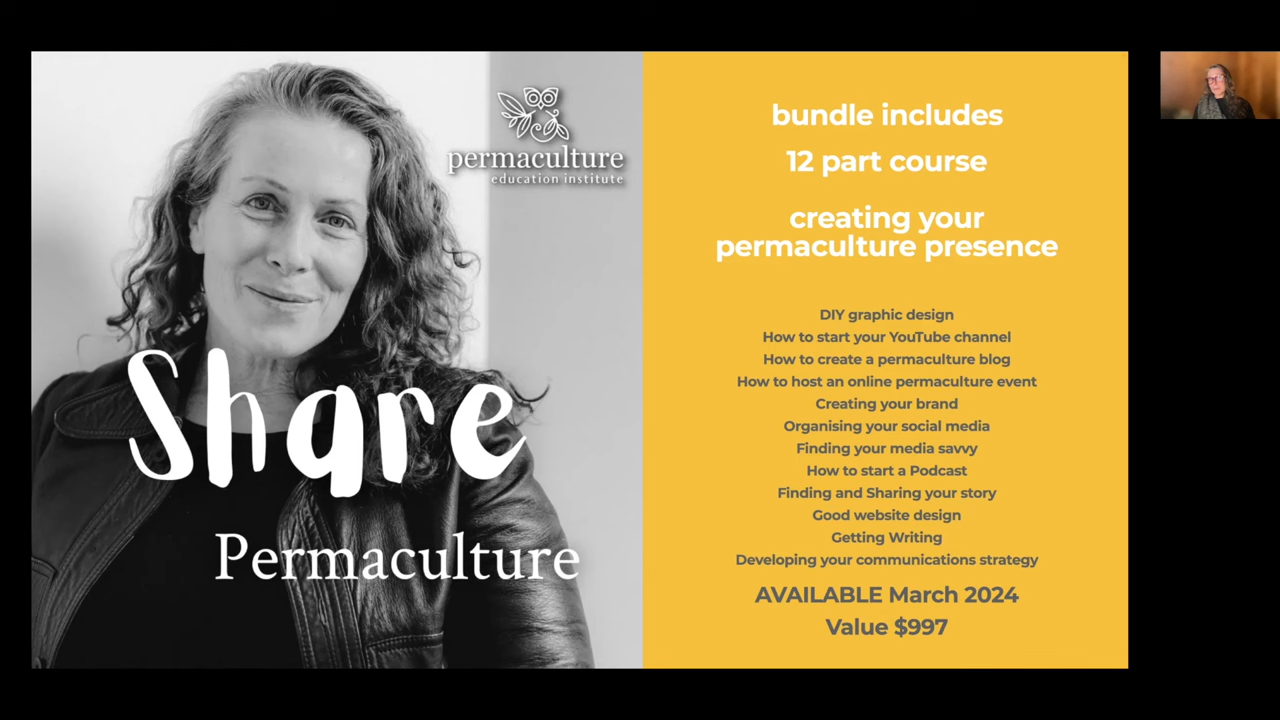 permaculture
education institute
Share
Permaculture
bundle includes
12 part course
creating your
permaculture presence
DIY graphic design
How to start your YouTube channel
How to create a permaculture blog
How to host an online permaculture event
Creating your brand
Organising your social media
Finding your media savvy
How to start a Podcast
Finding and Sharing your story
Good website design
Getting Writing
Developing your communications strategy
AVAILABLE March 2024
Value $997